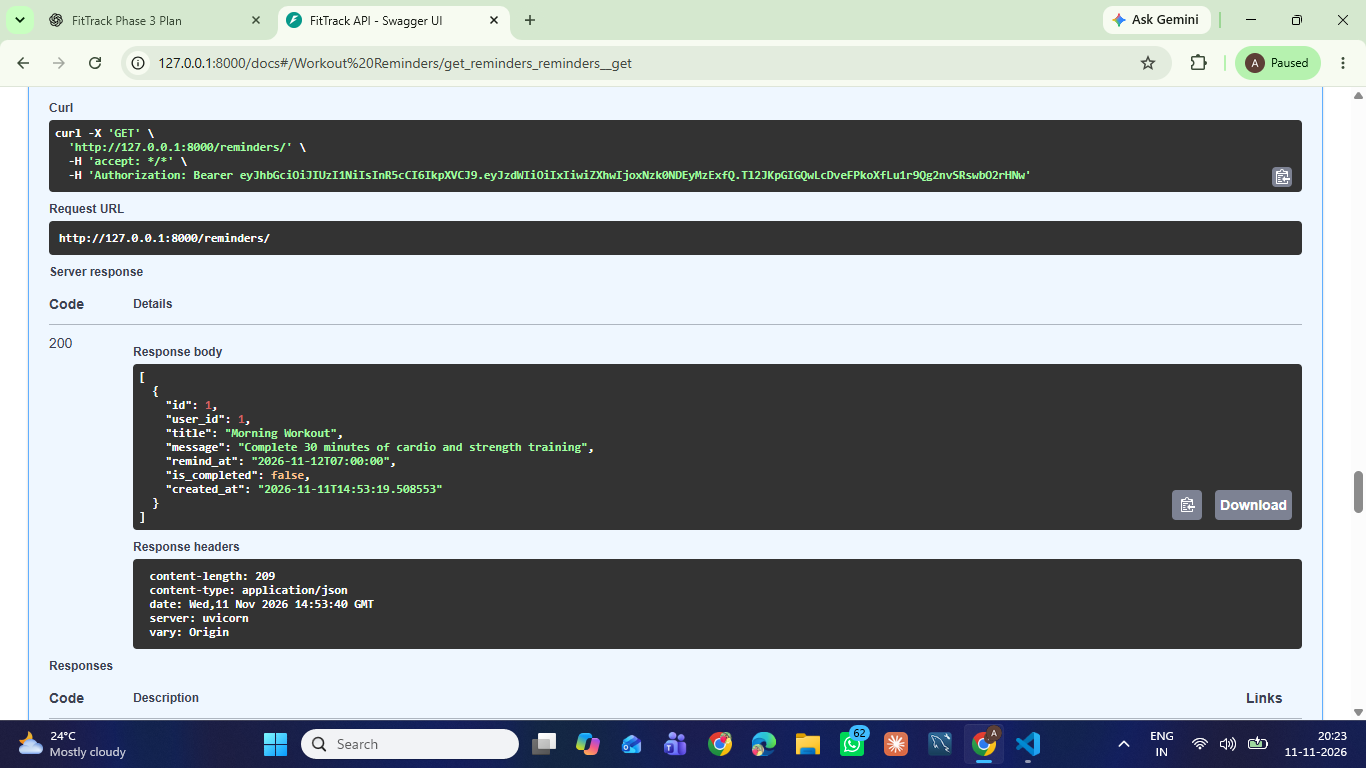 FitTrack Phase 3 Plan
FitTrack API - Swagger UI
Ask Gemini
127.0.0.1:8000/docs#/Workout%20Reminders/get_reminders_reminders__get
A
Paused
Curl
curl -X 'GET' \
'http://127.0.0.1:8000/reminders/' \
-H 'accept: */*' \
-H 'Authorization: Bearer eyJhbGciOiJIUzI1NiIsInR5cCI6IkpXVCJ9.eyJzdWIiOiIxIiwiZXhwIjoxNzk0NDEyMzExfQ.Tl2JKpGIGQwLcDveFPkoXfLu1r9Qg2nvSRswbO2rHNw'
Request URL
http://127.0.0.1:8000/reminders/
Server response
Code Details
200
Response body
[
{
"id": 1,
"user_id": 1,
"title": "Morning Workout",
"message": "Complete 30 minutes of cardio and strength training",
"remind_at": "2026-11-12T07:00:00",
"is_completed": false,
"created_at": "2026-11-11T14:53:19.508553"
}
]
Download
Response headers
content-length: 209
content-type: application/json
date: Wed,11 Nov 2026 14:53:40 GMT
server: uvicorn
vary: Origin
Responses
Code Description Links
24°C
Mostly cloudy
Search
62
A
ENG
IN
20:23
11-11-2026